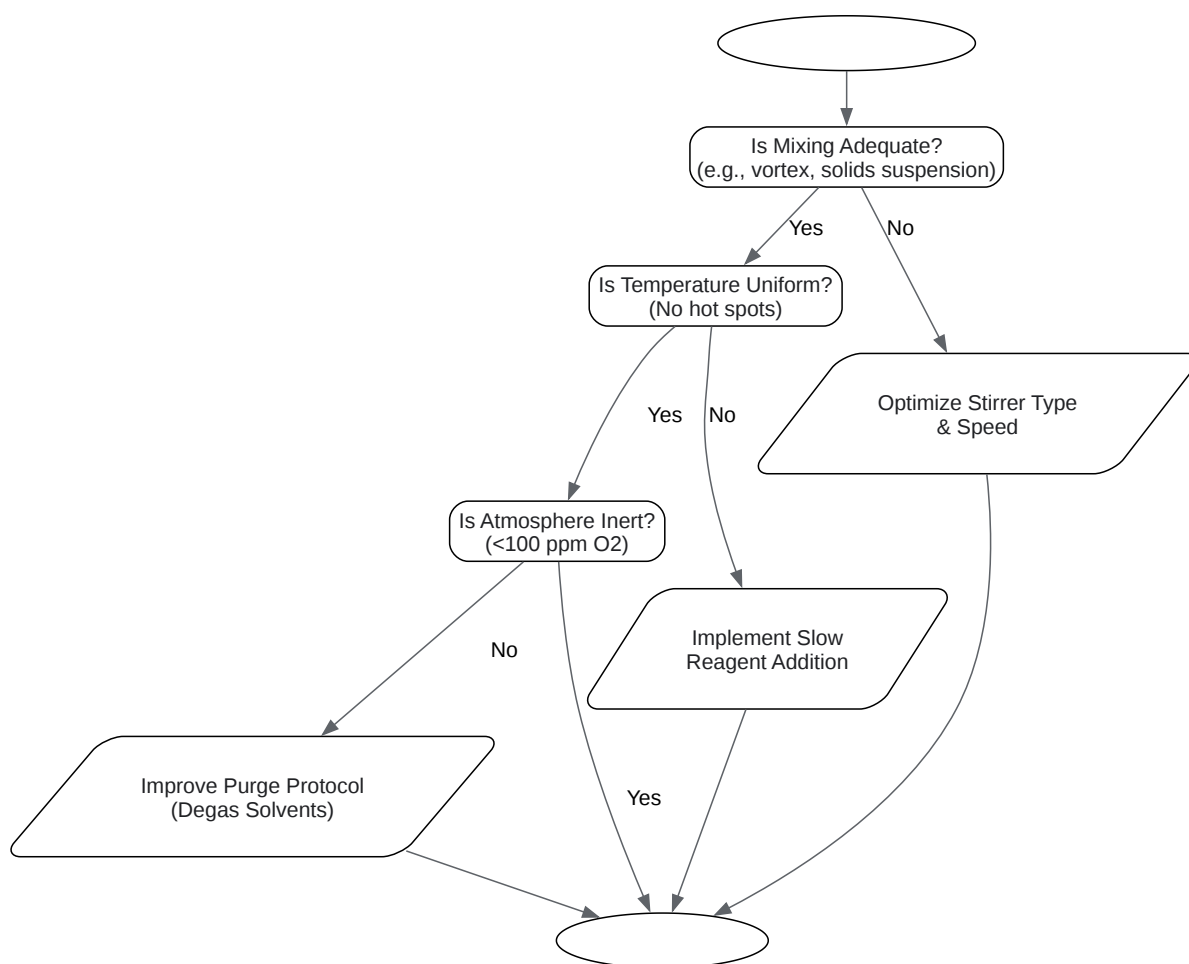 Is Mixing Adequate?
(e.g., vortex, solids suspension)
Yes
No
Is Temperature Uniform?
(No hot spots)
Optimize Stirrer Type
& Speed
Yes
No
Is Atmosphere Inert?
(<100 ppm O2)
Implement Slow
Reagent Addition
No
Improve Purge Protocol
(Degas Solvents)
Yes